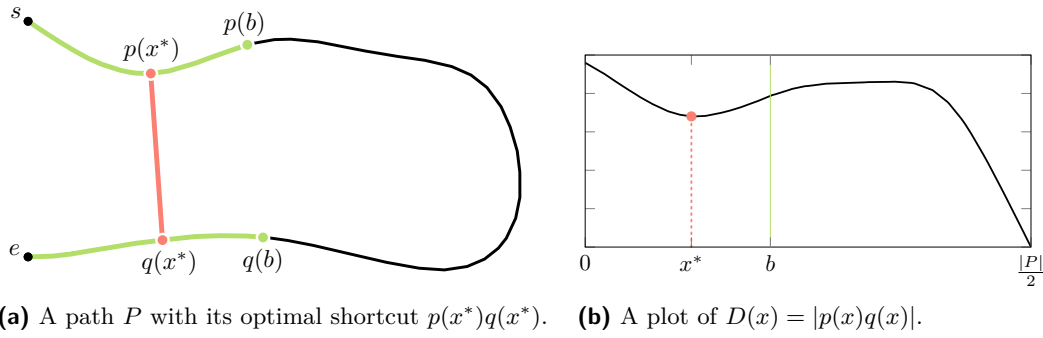 s
p(b)
p(x*)
e
q(x*)
q(b)
0
x*
b
|P|
2
(a) A path P with its optimal shortcut p(x*)q(x*).
(b) A plot of D(x) = |p(x)q(x)|.